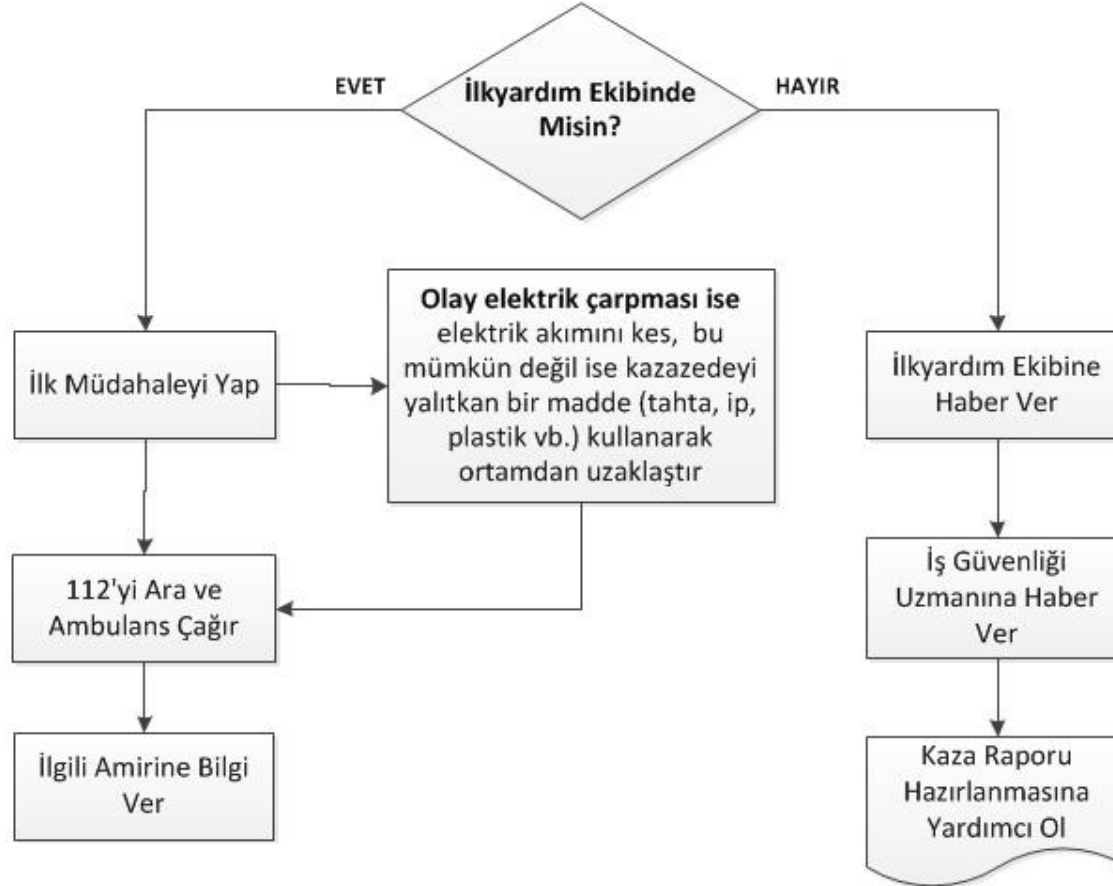 EVET
İlkyardım Ekibinde
Misin?
HAYIR
İlk Müdahaleyi Yap
Olay elektrik çarpması ise
elektrik akımını kes, bu
mümkün değil ise kazazedeyi
yalıtkan bir madde (tahta, ip,
plastik vb.) kullanarak
ortamdan uzaklaştır
İlkyardım Ekibine
Haber Ver
112'yi Ara ve
Ambulans Çağır
İş Güvenliği
Uzmanına Haber
Ver
İlgili Amirine Bilgi
Ver
Kaza Raporu
Hazırlanmasına
Yardımcı Ol